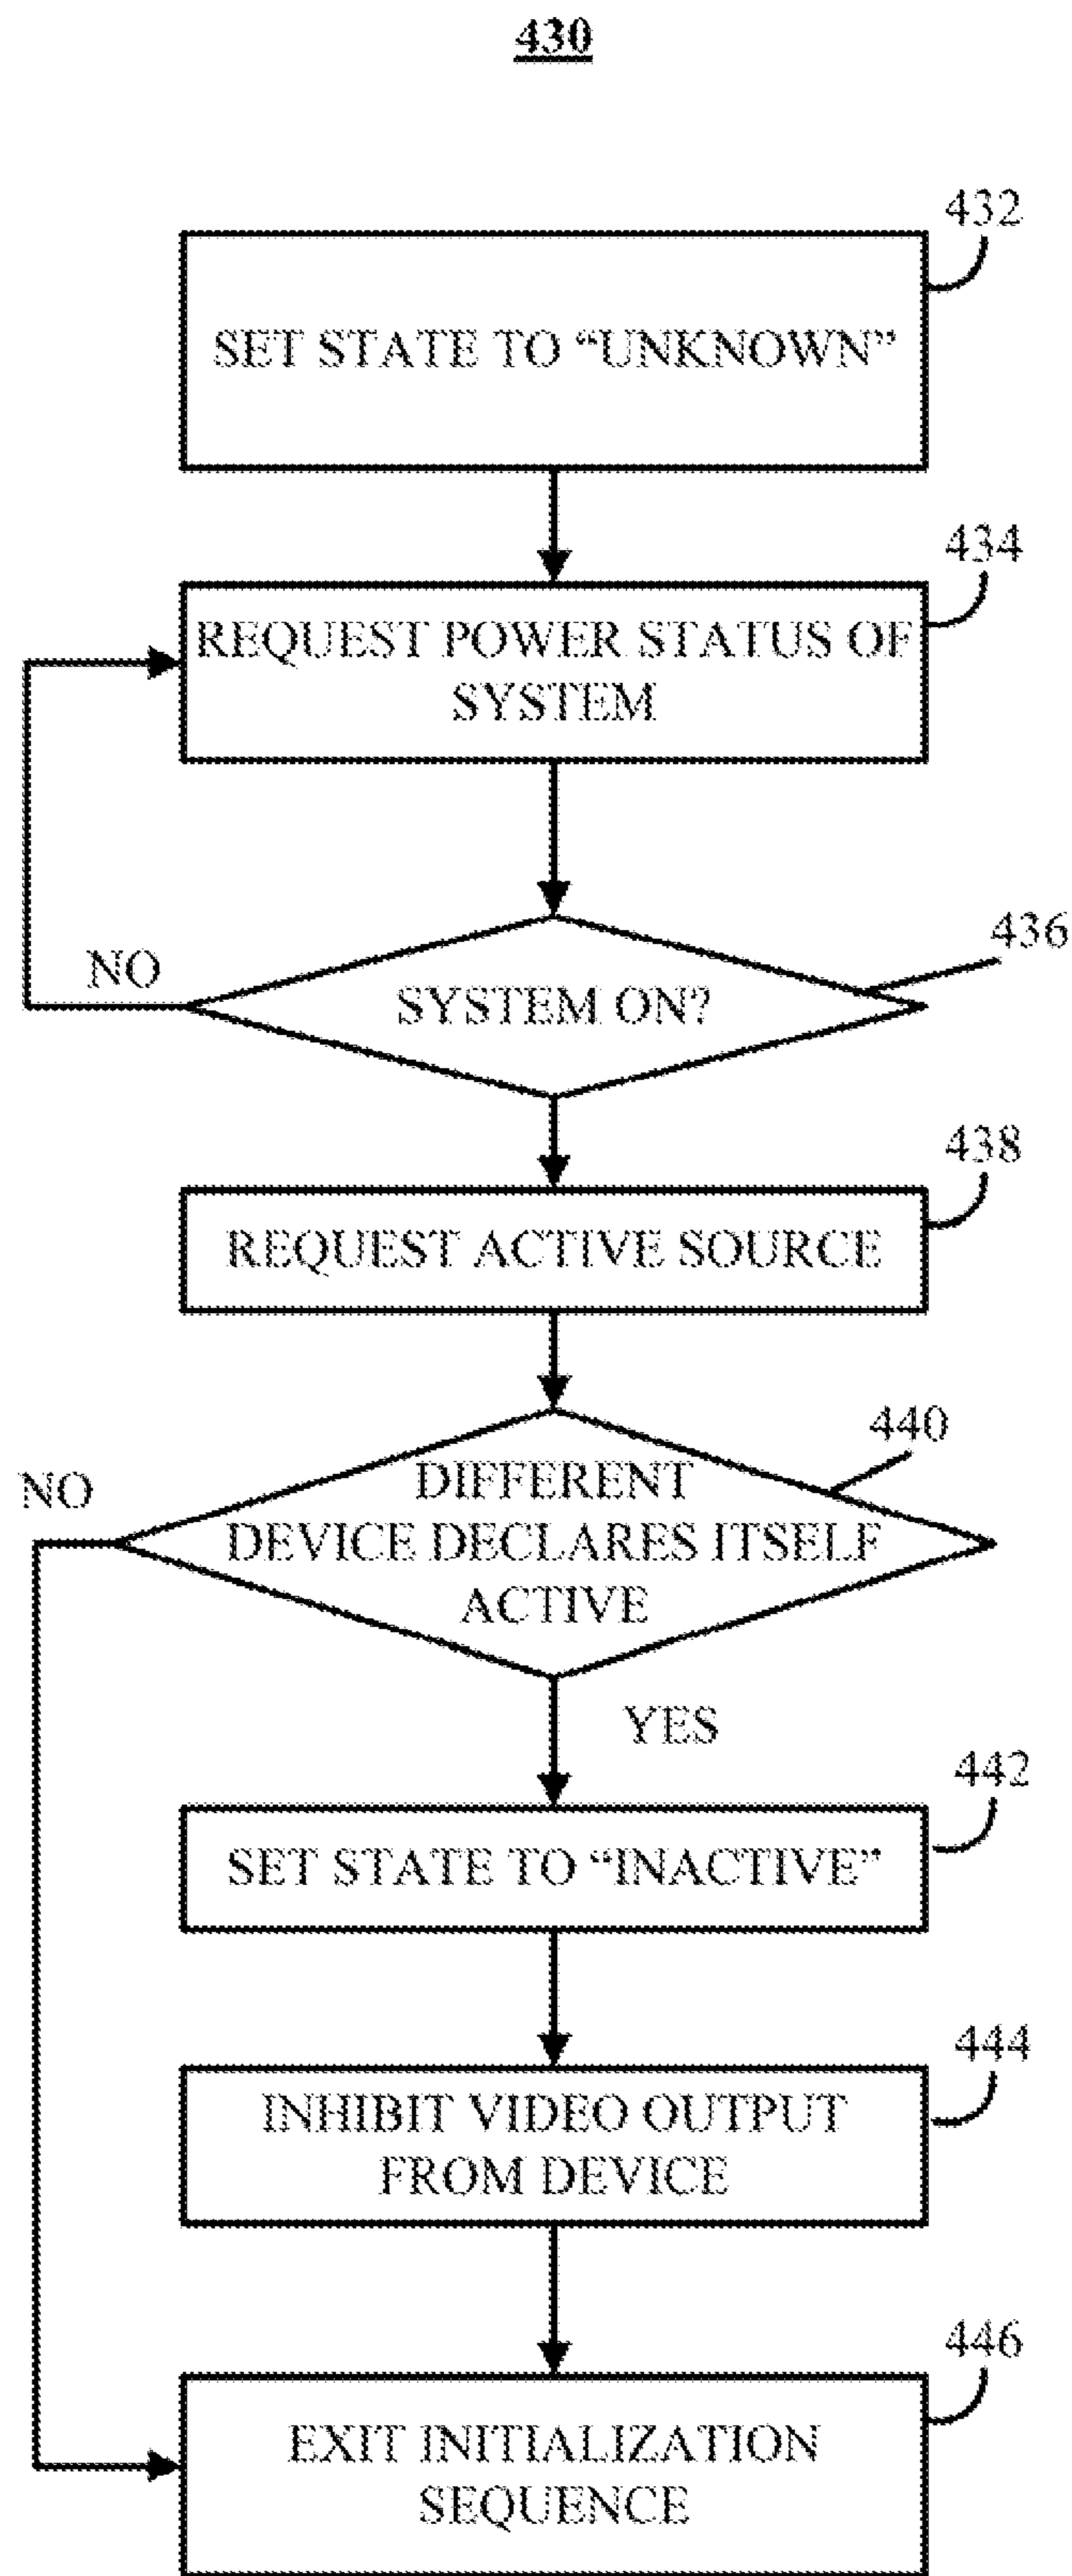 430
432
SET STATE TO “UNKNOWN”
434
REQUEST POWER STATUS OF
SYSTEM
436
NO
SYSTEM ON?
438
REQUEST ACTIVE SOURCE
440
NO
DIFFERENT
DEVICE DECLARES ITSELF
ACTIVE
YES
442
SET STATE TO “INACTIVE”
444
INHIBIT VIDEO OUTPUT
FROM DEVICE
446
EXIT INITIALIZATION
SEQUENCE